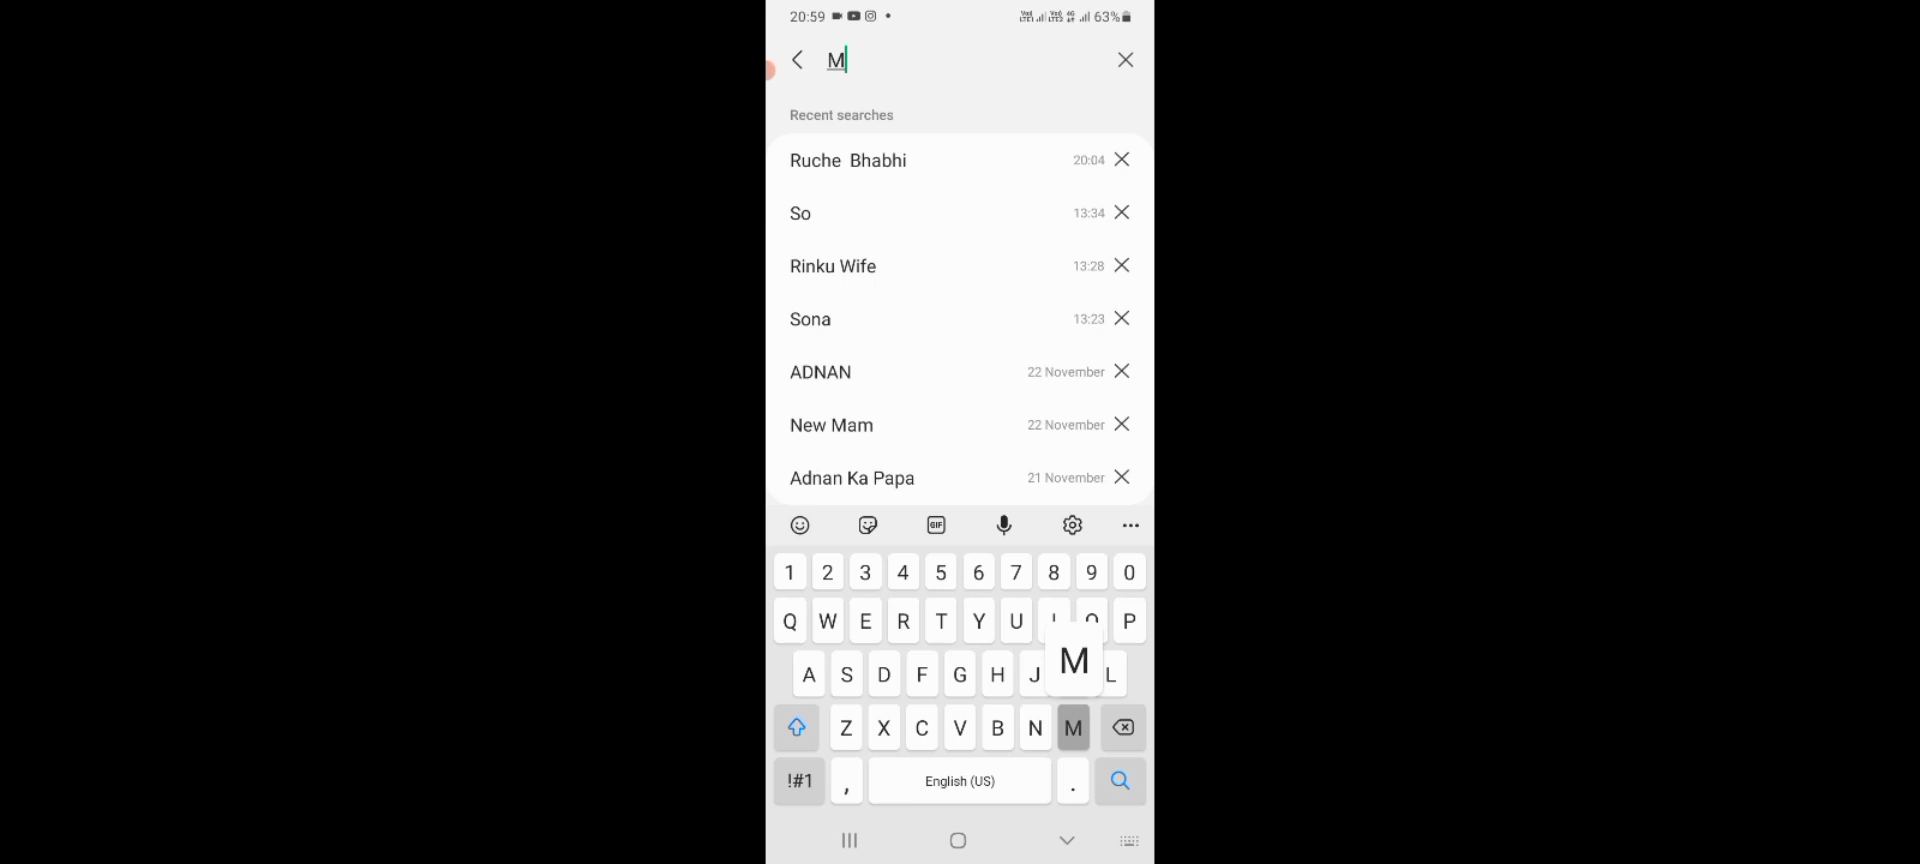 20:59 63%
M
Recent searches
Ruche Bhabhi 20:04
So 13:34
Rinku Wife 13:28
Sona 13:23
ADNAN 22 November
New Mam 22 November
Adnan Ka Papa 21 November
GIF
1 2 3 4 5 6 7 8 9 0
Q W E R T Y U I O P
A S D F G H J M L
Z X C V B N M
!#1 , English (US) .